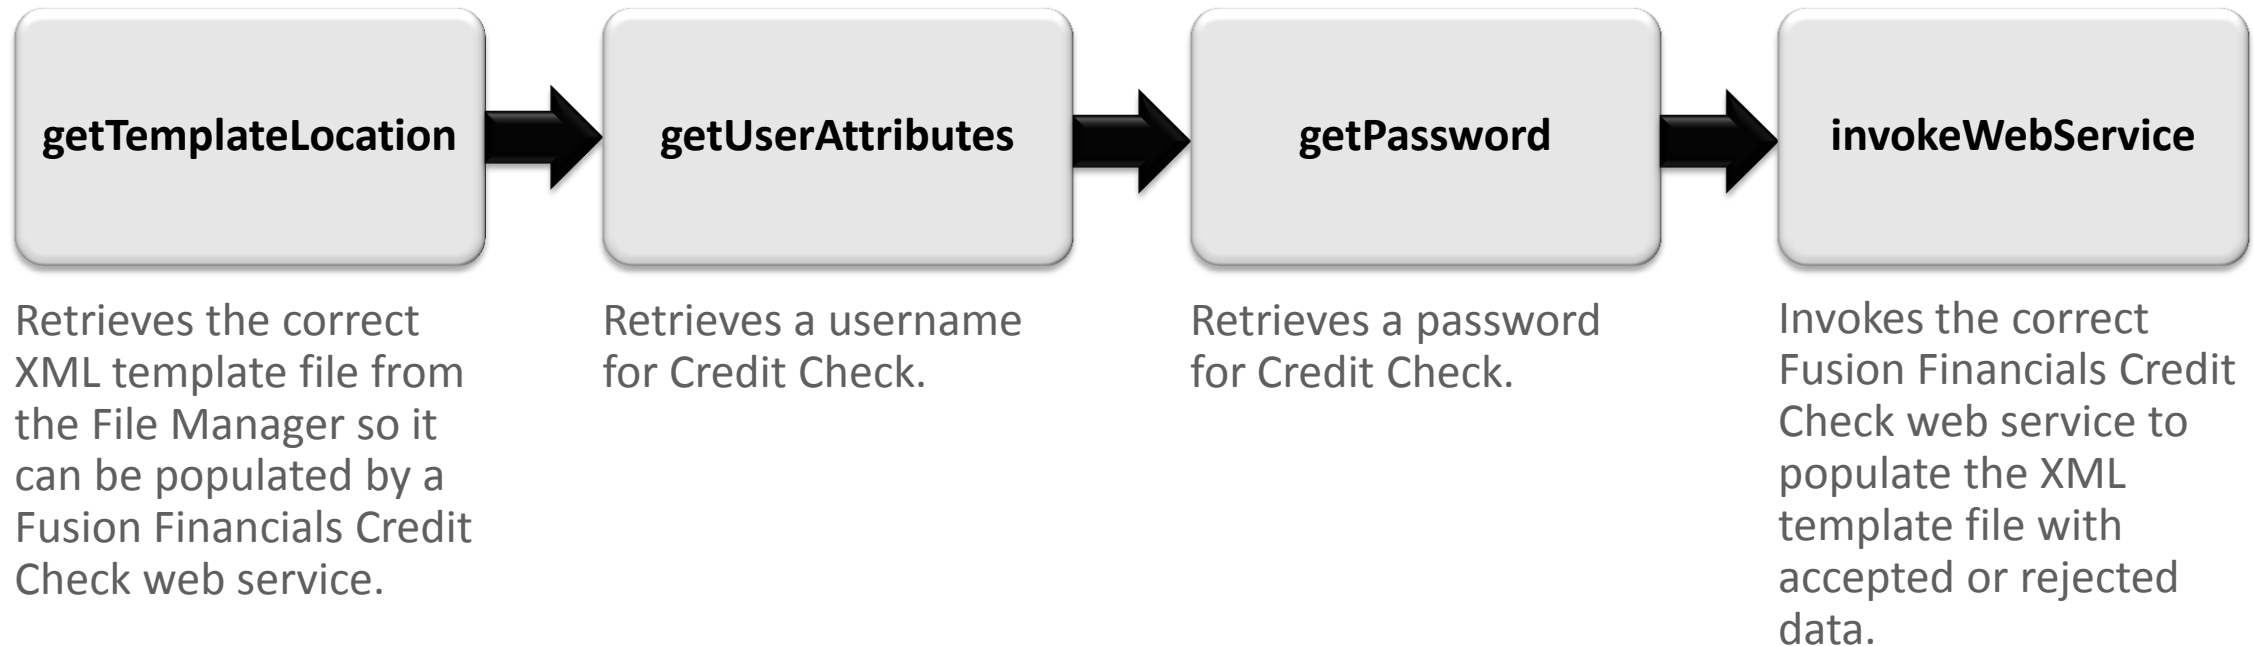 getTemplateLocation
getUserAttributes
getPassword
invokeWebService
Retrieves the correct
XML template file from
the File Manager so it
can be populated by a
Fusion Financials Credit
Check web service.
Retrieves a username
for Credit Check.
Retrieves a password
for Credit Check.
Invokes the correct
Fusion Financials Credit
Check web service to
populate the XML
template file with
accepted or rejected
data.